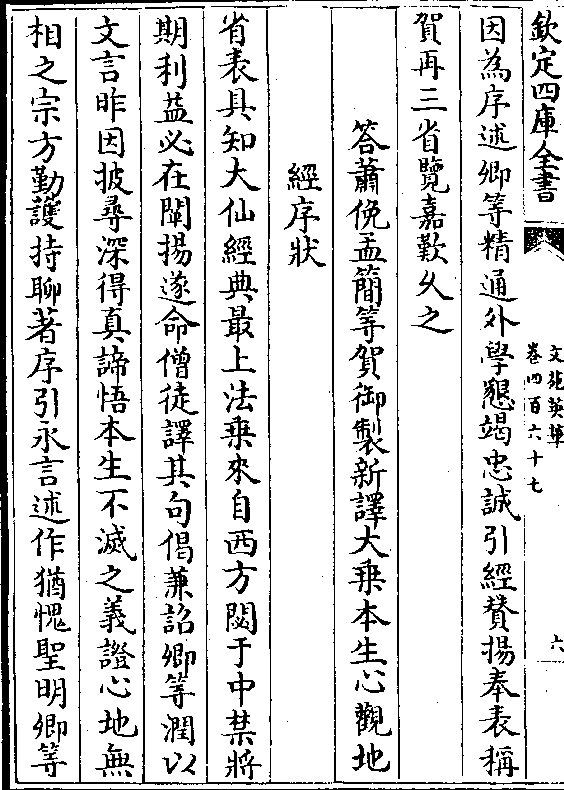 欽定四庫全書
文苑英華
卷四百六十七
六
因為序述卿等精通外學懇竭忠誠引經贊揚奉表稱
賀再三省覽嘉歎久之
答蕭俛孟簡等賀御製新譯大乗本生心觀地
經序狀
省表具知大仙經典最上法乗來自西方閟于中禁將
期利益必在闡揚遂命僧徒譯其句偈兼詔卿等潤以
文言昨因披尋深得真諦悟本生不滅之義證心地無
相之宗方勤護持聊著序引永言述作猶愧聖明卿等